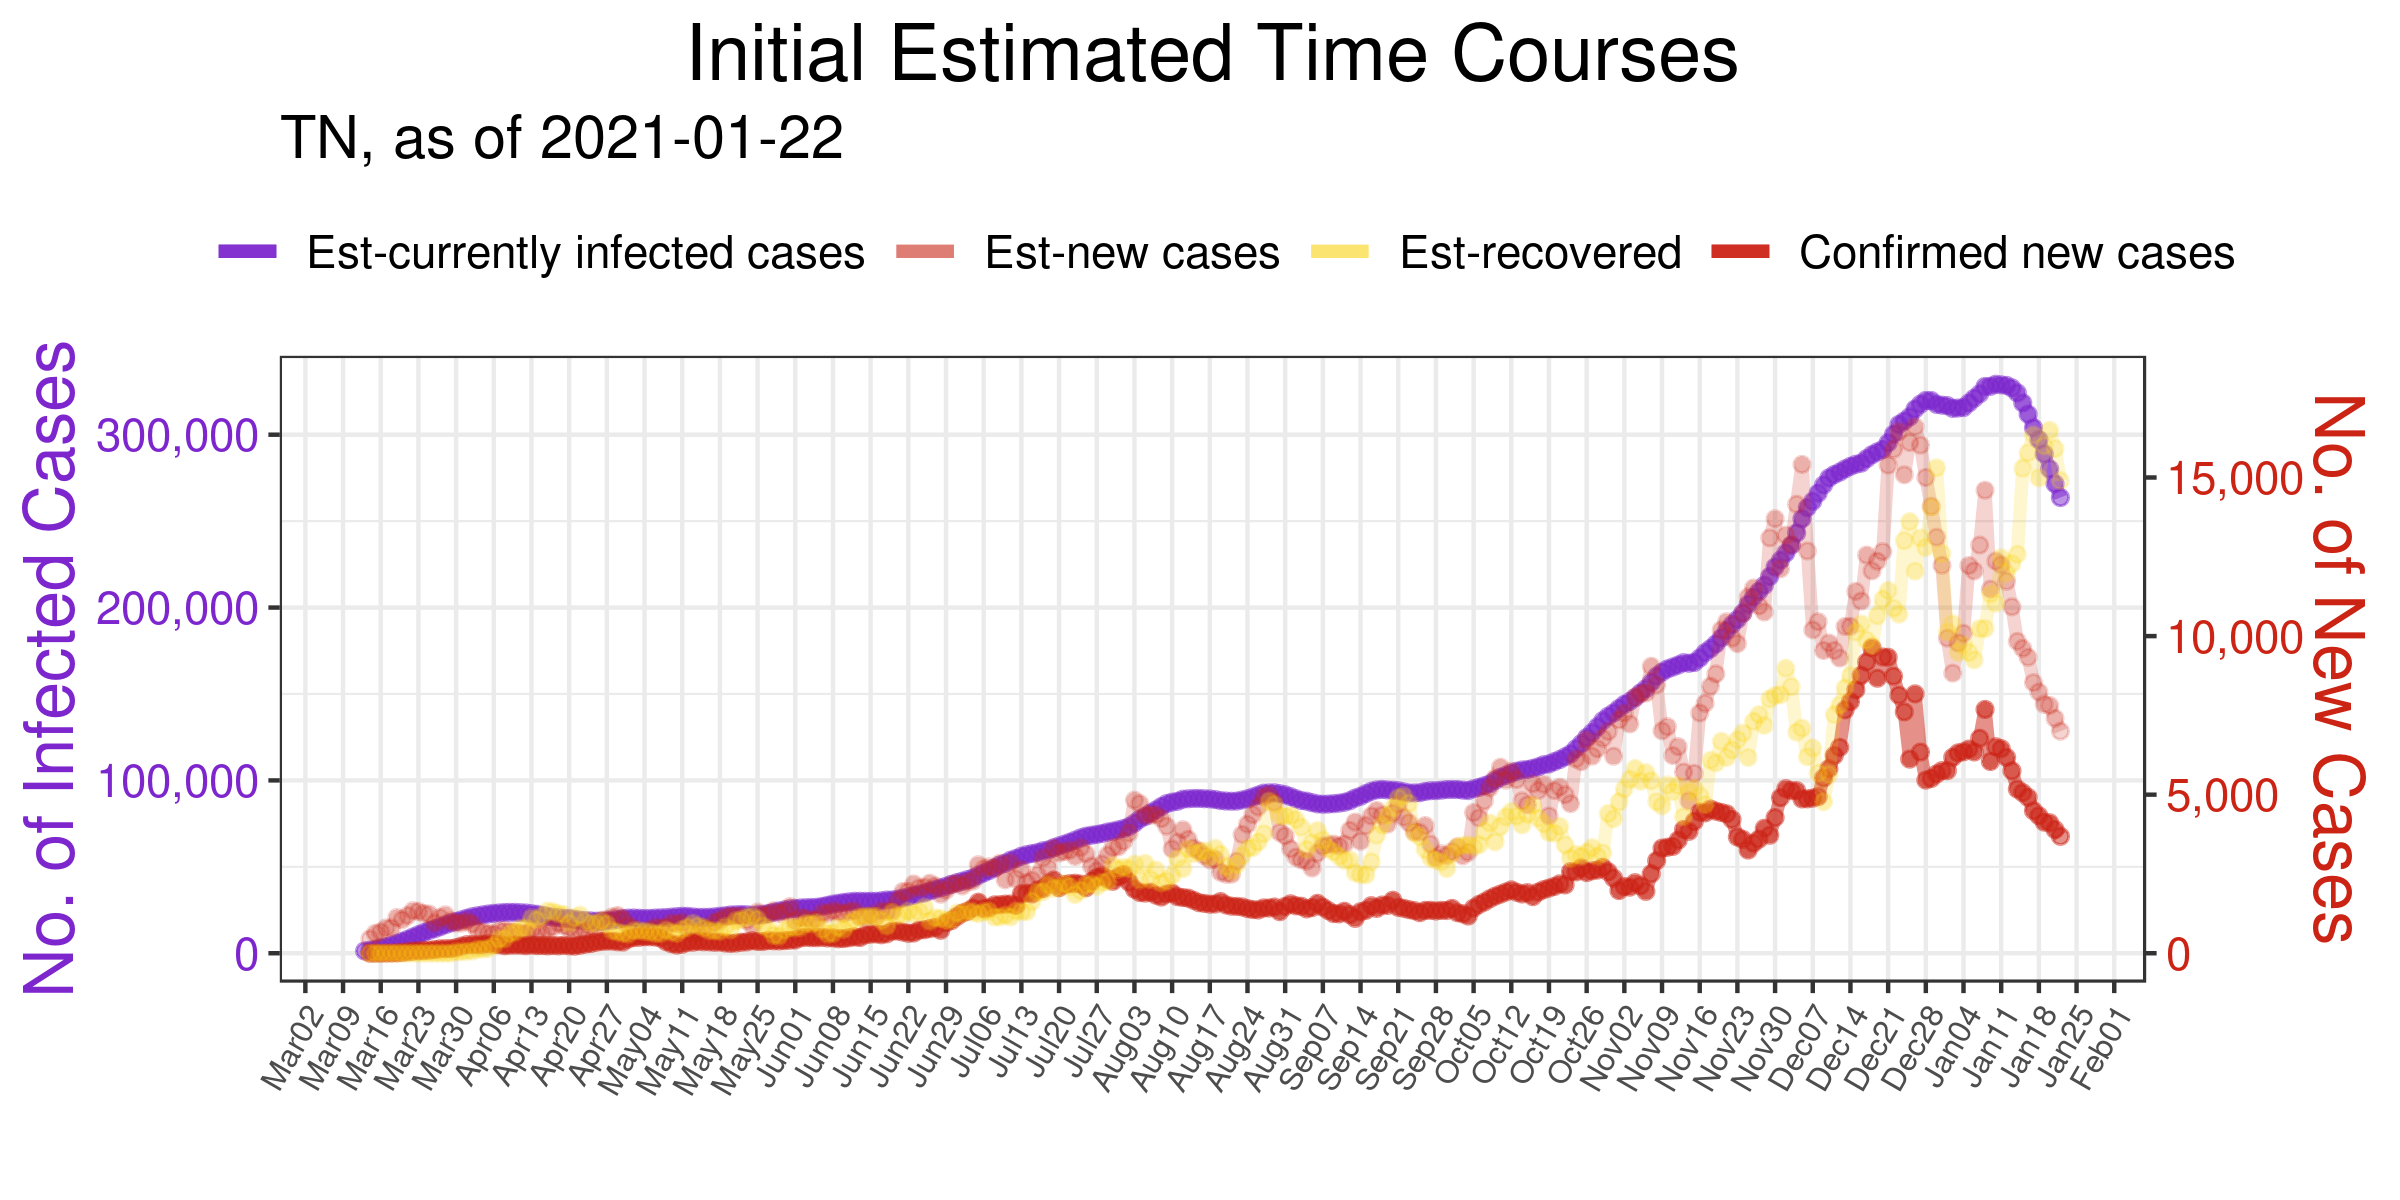 Initial Estimated Time Courses
TN, as of 2021-01-22
Est-currently infected cases Est-new cases Est-recovered Confirmed new cases
No. of Infected Cases
300,000
200,000
100,000
0
15,000
10,000
5,000
0
No. of New Cases
Mar02 Mar09 Mar16 Mar23 Mar30 Apr06 Apr13 Apr20 Apr27 May04 May11 May18 May25 Jun01 Jun08 Jun15 Jun22 Jun29 Jul06 Jul13 Jul20 Jul27 Aug03 Aug10 Aug17 Aug24 Aug31 Sep07 Sep14 Sep21 Sep28 Oct05 Oct12 Oct19 Oct26 Nov02 Nov09 Nov16 Nov23 Nov30 Dec07 Dec14 Dec21 Dec28 Jan04 Jan11 Jan18 Jan25 Feb01